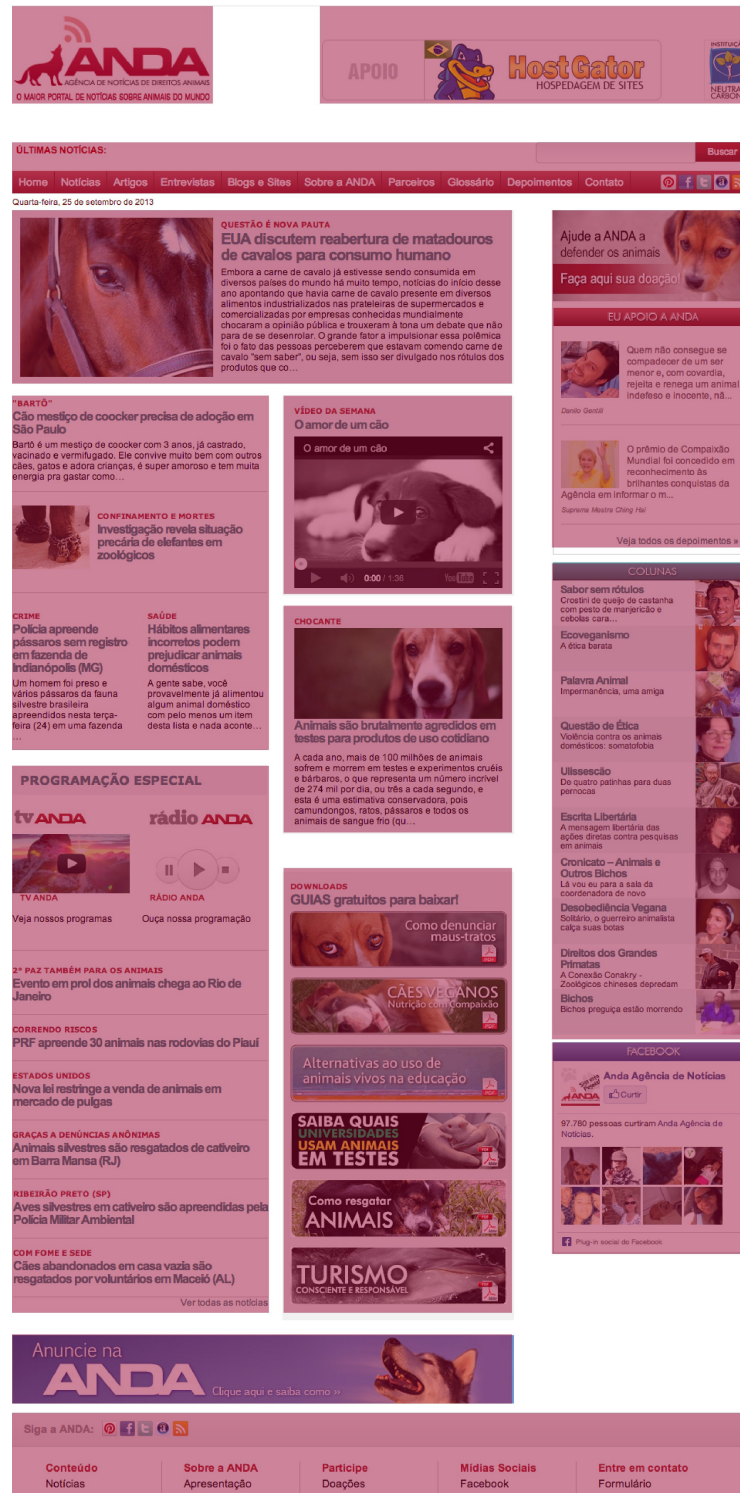 ANDA
AGÊNCIA DE NOTÍCIAS DE DIREITOS ANIMAIS
O MAIOR PORTAL DE NOTÍCIAS SOBRE ANIMAIS DO MUNDO
APOIO
HostGator
HOSPEDAGEM DE SITES
ÚLTIMAS NOTÍCIAS:
Buscar
Home Notícias Artigos Entrevistas Blogs e Sites Sobre a ANDA Parceiros Glossário Depoimentos Contato
Quarta-feira, 25 de setembro de 2013
QUESTÃO É NOVA PAUTA
EUA discutem reabertura de matadouros
de cavalos para consumo humano
Embora a carne de cavalo já estivesse sendo consumida em
diversos países do mundo há muito tempo, notícias do início desse
ano apontando que havia carne de cavalo presente em diversos
alimentos industrializados nas prateleiras de supermercados e
comercializadas por empresas conhecidas mundialmente
chocaram a opinião pública e trouxeram à tona um debate que não
para de se desenrolar. O grande fator a impulsionar essa polêmica
foi o fato das pessoas perceberem que estavam comendo carne de
cavalo "sem saber", ou seja, sem isso ser divulgado nos rótulos dos
produtos que co…
Ajude a ANDA a
defender os animais
Faça aqui sua doação!
EU APOIO A ANDA
Quem não consegue se
compadecer de um ser
menor e, com covardia,
rejeita e renega um animal
indefeso e inocente, nã...
Danilo Gentili
O prêmio de Compaixão
Mundial foi concedido em
reconhecimento às
brilhantes conquistas da
Agência em informar o m...
Suprema Mestra Ching Hai
Veja todos os depoimentos »
"BARTÔ"
Cão mestiço de coocker precisa de adoção em
São Paulo
Bartô é um mestiço de coocker com 3 anos, já castrado,
vacinado e vermifugado. Ele convive muito bem com outros
cães, gatos e adora crianças, é super amoroso e tem muita
energia pra gastar como…
CONFINAMENTO E MORTES
Investigação revela situação
precária de elefantes em
zoológicos
CRIME
Polícia apreende
pássaros sem registro
em fazenda de
Indianópolis (MG)
Um homem foi preso e
vários pássaros da fauna
silvestre brasileira
apreendidos nesta terça-
feira (24) em uma fazenda
…
SAÚDE
Hábitos alimentares
incorretos podem
prejudicar animais
domésticos
A gente sabe, você
provavelmente já alimentou
algum animal doméstico
com pelo menos um item
desta lista e nada aconte…
VÍDEO DA SEMANA
O amor de um cão
O amor de um cão
0:00 / 1:36 YouTube
CHOCANTE
Animais são brutalmente agredidos em
testes para produtos de uso cotidiano
A cada ano, mais de 100 milhões de animais
sofrem e morrem em testes e experimentos cruéis
e bárbaros, o que representa um número incrível
de 274 mil por dia, ou três a cada segundo, e
esta é uma estimativa conservadora, pois
camundongos, ratos, pássaros e todos os
animais de sangue frio (qu…
COLUNAS
Sabor sem rótulos
Crostini de queijo de castanha
com pesto de manjericão e
cebolas cara...
Ecoveganismo
A ética barata
Palavra Animal
Impermanência, uma amiga
Questão de Ética
Violência contra os animais
domésticos: somatofobia
Ulissescão
De quatro patinhas para duas
pernocas
Escrita Libertária
A mensagem libertária das
ações diretas contra pesquisas
em animais
Cronicato – Animais e
Outros Bichos
Lá vou eu para a sala da
coordenadora de novo
Desobediência Vegana
Solitário, o guerreiro animalista
calça suas botas
Direitos dos Grandes
Primatas
A Conexão Conakry -
Zoológicos chineses depredam
Bichos
Bichos preguiça estão morrendo
PROGRAMAÇÃO ESPECIAL
tv ANDA
rádio ANDA
TV ANDA
RÁDIO ANDA
Veja nossos programas
Ouça nossa programação
2ª PAZ TAMBÉM PARA OS ANIMAIS
Evento em prol dos animais chega ao Rio de
Janeiro
CORRENDO RISCOS
PRF apreende 30 animais nas rodovias do Piauí
ESTADOS UNIDOS
Nova lei restringe a venda de animais em
mercado de pulgas
GRAÇAS A DENÚNCIAS ANÔNIMAS
Animais silvestres são resgatados de cativeiro
em Barra Mansa (RJ)
RIBEIRÃO PRETO (SP)
Aves silvestres em cativeiro são apreendidas pela
Polícia Militar Ambiental
COM FOME E SEDE
Cães abandonados em casa vazia são
resgatados por voluntários em Maceió (AL)
Ver todas as notícias
DOWNLOADS
GUIAS gratuitos para baixar!
Como denunciar
maus-tratos
CÃES VEGANOS
Nutrição com Compaixão
Alternativas ao uso de
animais vivos na educação
SAIBA QUAIS
UNIVERSIDADES
USAM ANIMAIS
EM TESTES
Como resgatar
ANIMAIS
TURISMO
CONSCIENTE E RESPONSÁVEL
FACEBOOK
Anda Agência de Notícias
Curtir
97.780 pessoas curtiram Anda Agência de
Notícias.
Plug-in social do Facebook
Anuncie na
ANDA
Clique aqui e saiba como »
Siga a ANDA:
Conteúdo Sobre a ANDA Participe Mídias Sociais Entre em contato
Notícias Apresentação Doações Facebook Formulário